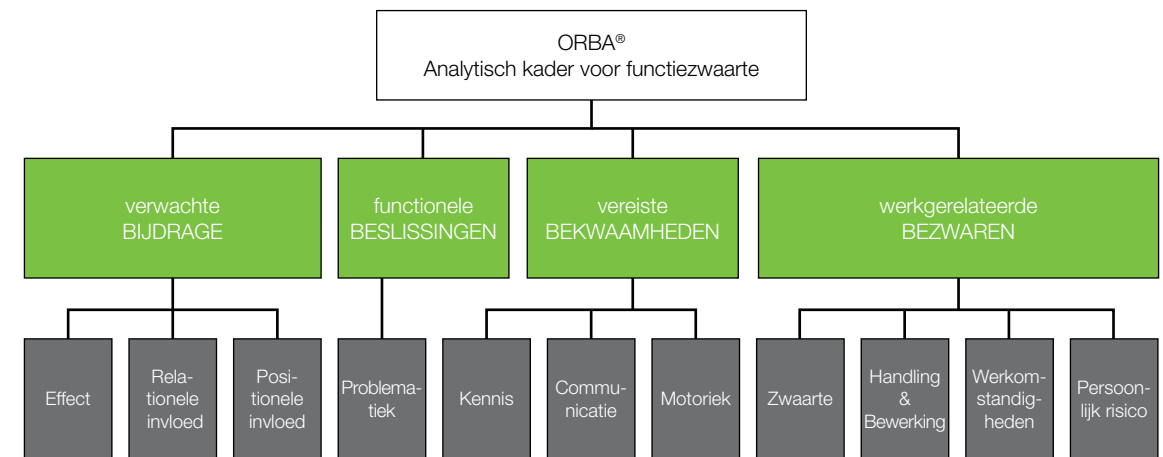 ORBA®
Analytisch kader voor functiezwaarte
verwachte
BIJDRAGE
functionele
BESLISSINGEN
vereiste
BEKWAAMHEDEN
werkgerelateerde
BEZWAREN
Effect
Rela-
tionele
invloed
Posi-
tionele
invloed
Problema-
tiek
Kennis
Commu-
nicatie
Motoriek
Zwaarte
Handling
&
Bewerking
Werkom-
standig-
heden
Persoon-
lijk risico